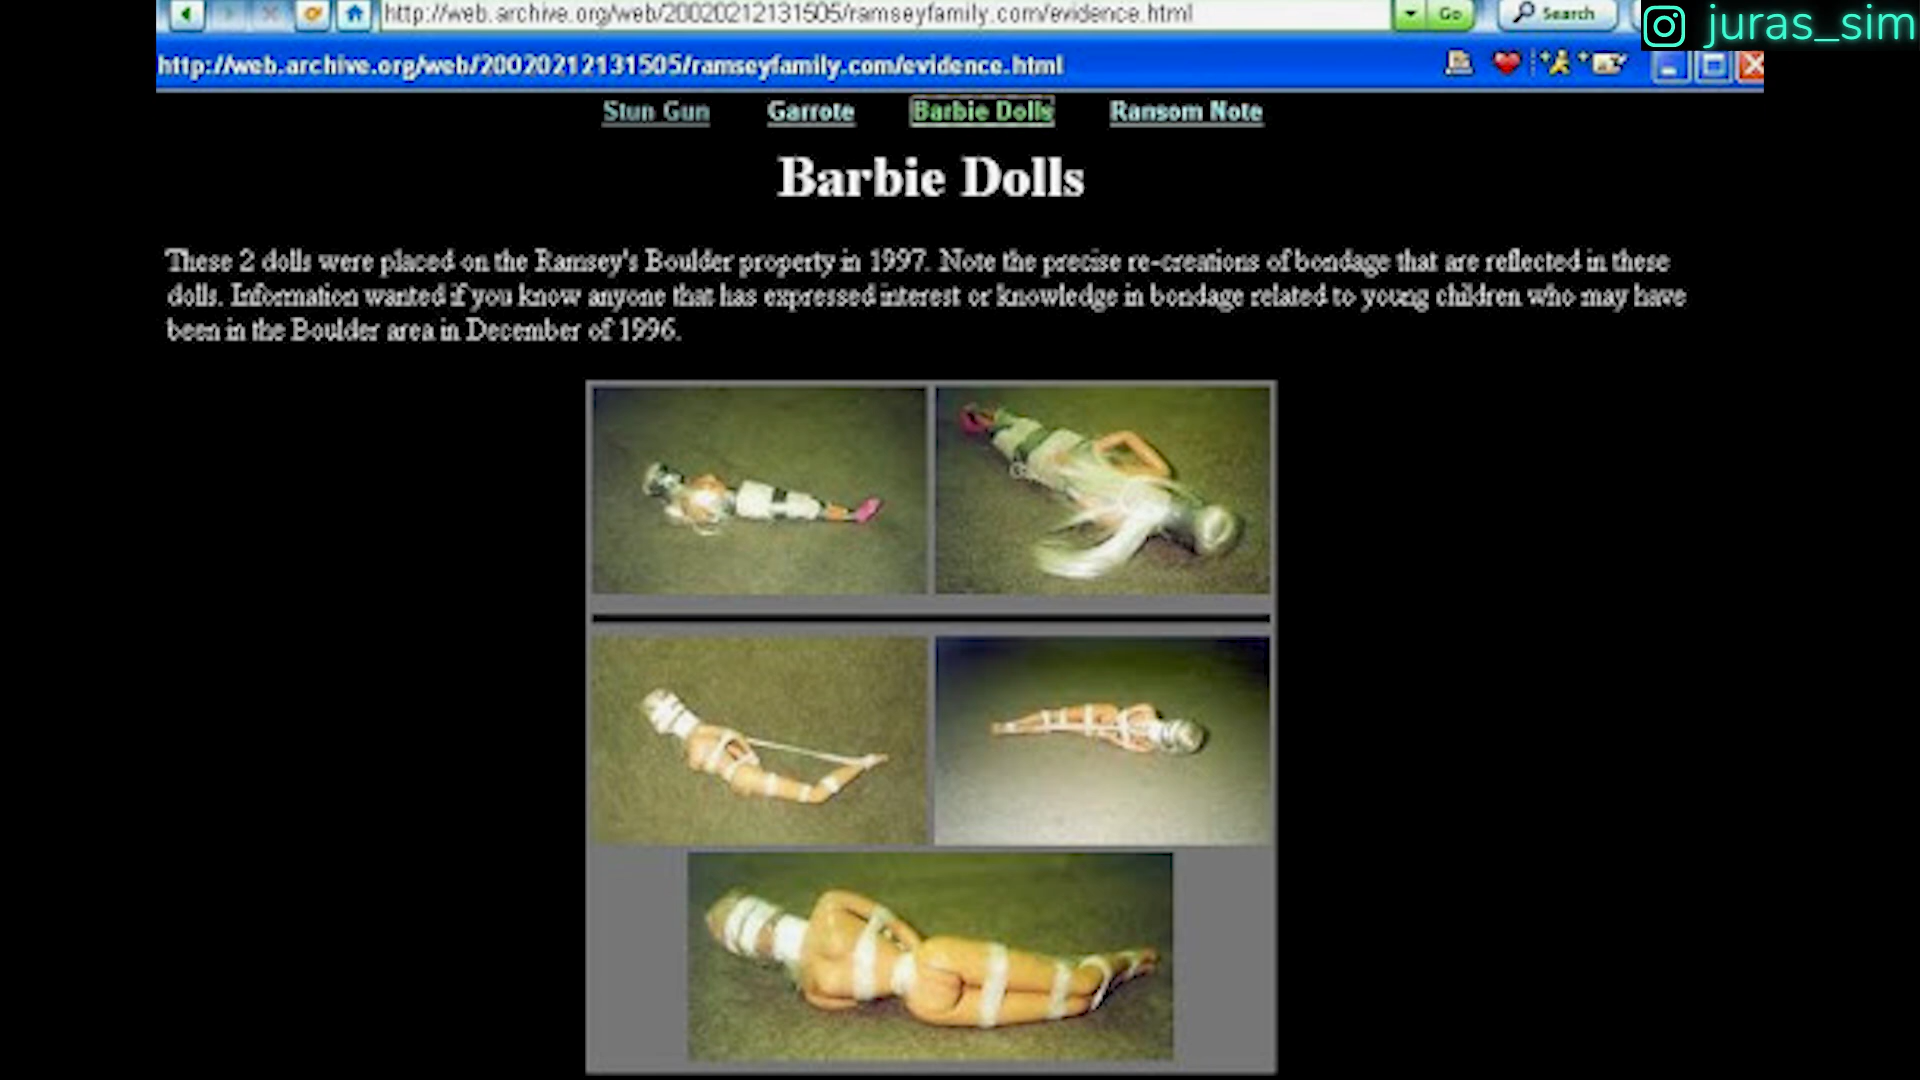 http://web.archive.org/web/20020212131505/ramseyfamily.com/evidence.html
Go
Search
juras_sim
http://web.archive.org/web/20020212131505/ramseyfamily.com/evidence.html
Stun Gun
Garrote
Barbie Dolls
Ransom Note
Barbie Dolls
These 2 dolls were placed on the Ramsey's Boulder property in 1997. Note the precise re-creations of bondage that are reflected in these
dolls. Information wanted if you know anyone that has expressed interest or knowledge in bondage related to young children who may have
been in the Boulder area in December of 1996.